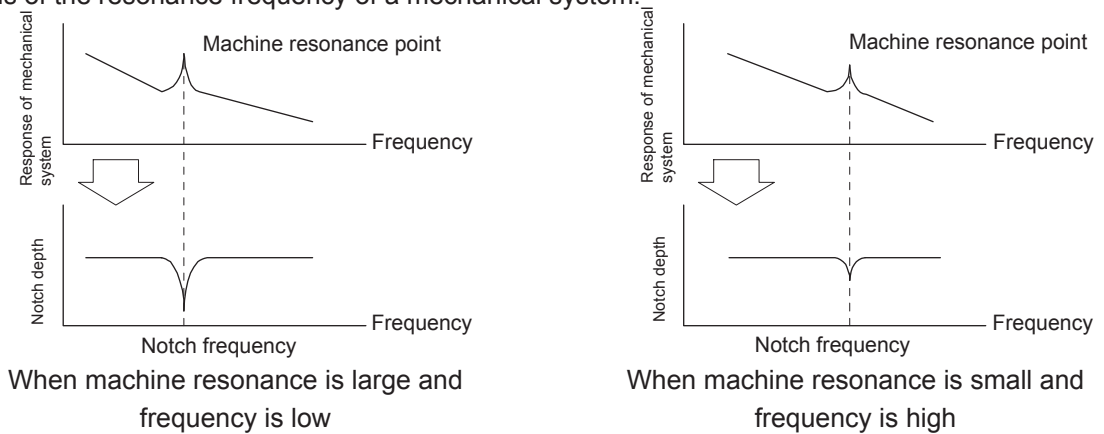 Machine resonance point
Response of mechanical
system
Frequency
Notch depth
Frequency
Notch frequency
When machine resonance is large and
frequency is low
Machine resonance point
Response of mechanical
system
Frequency
Notch depth
Frequency
Notch frequency
When machine resonance is small and
frequency is high